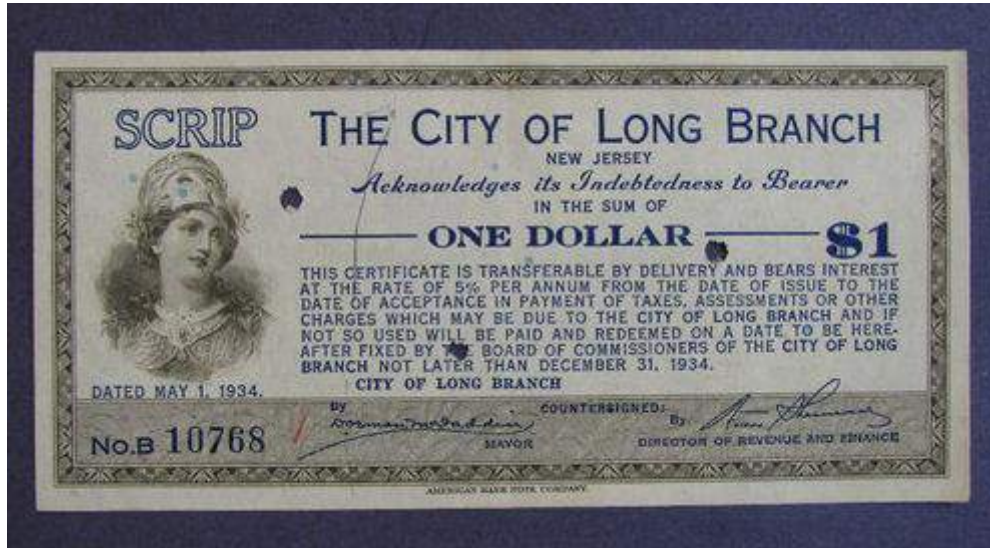 SCRIP
THE CITY OF LONG BRANCH
NEW JERSEY
Acknowledges its Indebtedness to Bearer
IN THE SUM OF
ONE DOLLAR $1
THIS CERTIFICATE IS TRANSFERABLE BY DELIVERY AND BEARS INTEREST
AT THE RATE OF 5% PER ANNUM FROM THE DATE OF ISSUE TO THE
DATE OF ACCEPTANCE IN PAYMENT OF TAXES, ASSESSMENTS OR OTHER
CHARGES WHICH MAY BE DUE TO THE CITY OF LONG BRANCH AND IF
NOT SO USED WILL BE PAID AND REDEEMED ON A DATE TO BE HERE-
AFTER FIXED BY THE BOARD OF COMMISSIONERS OF THE CITY OF LONG
BRANCH NOT LATER THAN DECEMBER 31, 1934.
CITY OF LONG BRANCH
DATED MAY 1, 1934.
By COUNTERSIGNED:
By
No.B 10768
MAYOR DIRECTOR OF REVENUE AND FINANCE
AMERICAN BANK NOTE COMPANY.